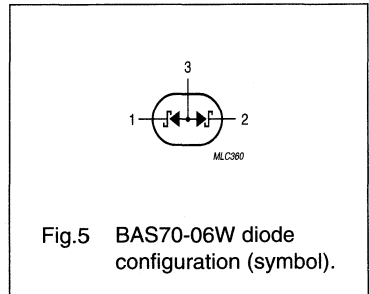 3
1
2
MLC360
Fig.5 BAS70-06W diode
configuration (symbol).